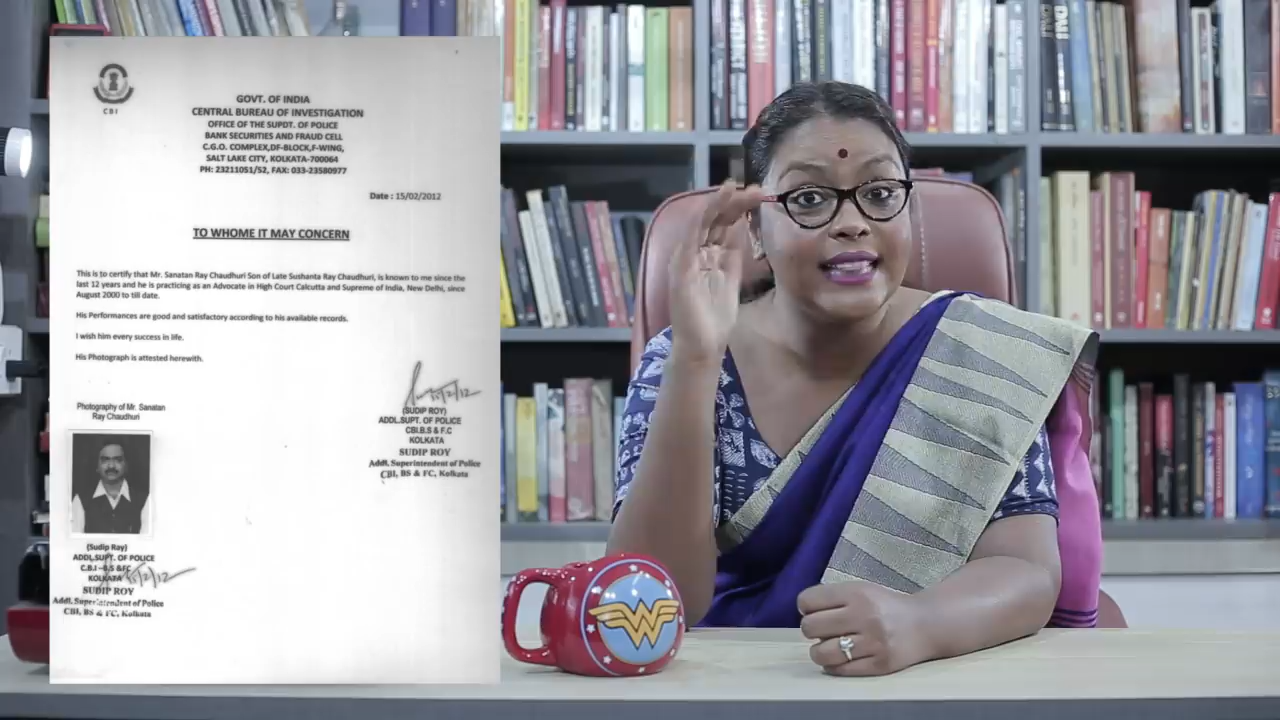 CBI
GOVT. OF INDIA
CENTRAL BUREAU OF INVESTIGATION
OFFICE OF THE SUPDT. OF POLICE
BANK SECURITIES AND FRAUD CELL
C.G.O. COMPLEX,DF-BLOCK,F-WING,
SALT LAKE CITY, KOLKATA-700064
PH: 23211051/52, FAX: 033-23580977
Date : 15/02/2012
TO WHOME IT MAY CONCERN
This is to certify that Mr. Sanatan Ray Chaudhuri Son of Late Sushanta Ray Chaudhuri, is known to me since the
last 12 years and he is practicing as an Advocate in High Court Calcutta and Supreme of India, New Delhi, since
August 2000 to till date.
His Performances are good and satisfactory according to his available records.
I wish him every success in life.
His Photograph is attested herewith.
15/2/12
(SUDIP ROY)
ADDL.SUPT. OF POLICE
CBI.B.S & F.C
KOLKATA
SUDIP ROY
Addl. Superintendent of Police
CBI, BS & FC, Kolkata
Photography of Mr. Sanatan
Ray Chaudhuri
(Sudip Ray)
ADDL.SUPT. OF POLICE
C.B.I –B.S &FC
KOLKATA 15/2/12
SUDIP ROY
Addl. Superintendent of Police
CBI, BS & FC, Kolkata
W